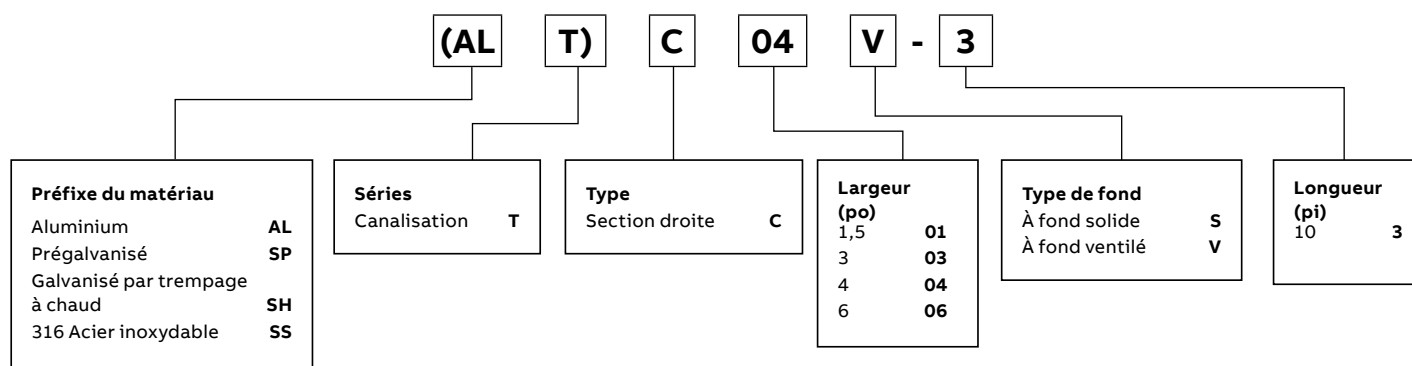 (AL T) C 04 V - 3
Préfixe du matériau
Aluminium AL
Prégalvanisé SP
Galvanisé par trempage
à chaud SH
316 Acier inoxydable SS
Séries
Canalisation T
Type
Section droite C
Largeur
(po)
1,5 01
3 03
4 04
6 06
Type de fond
À fond solide S
À fond ventilé V
Longueur
(pi)
10 3